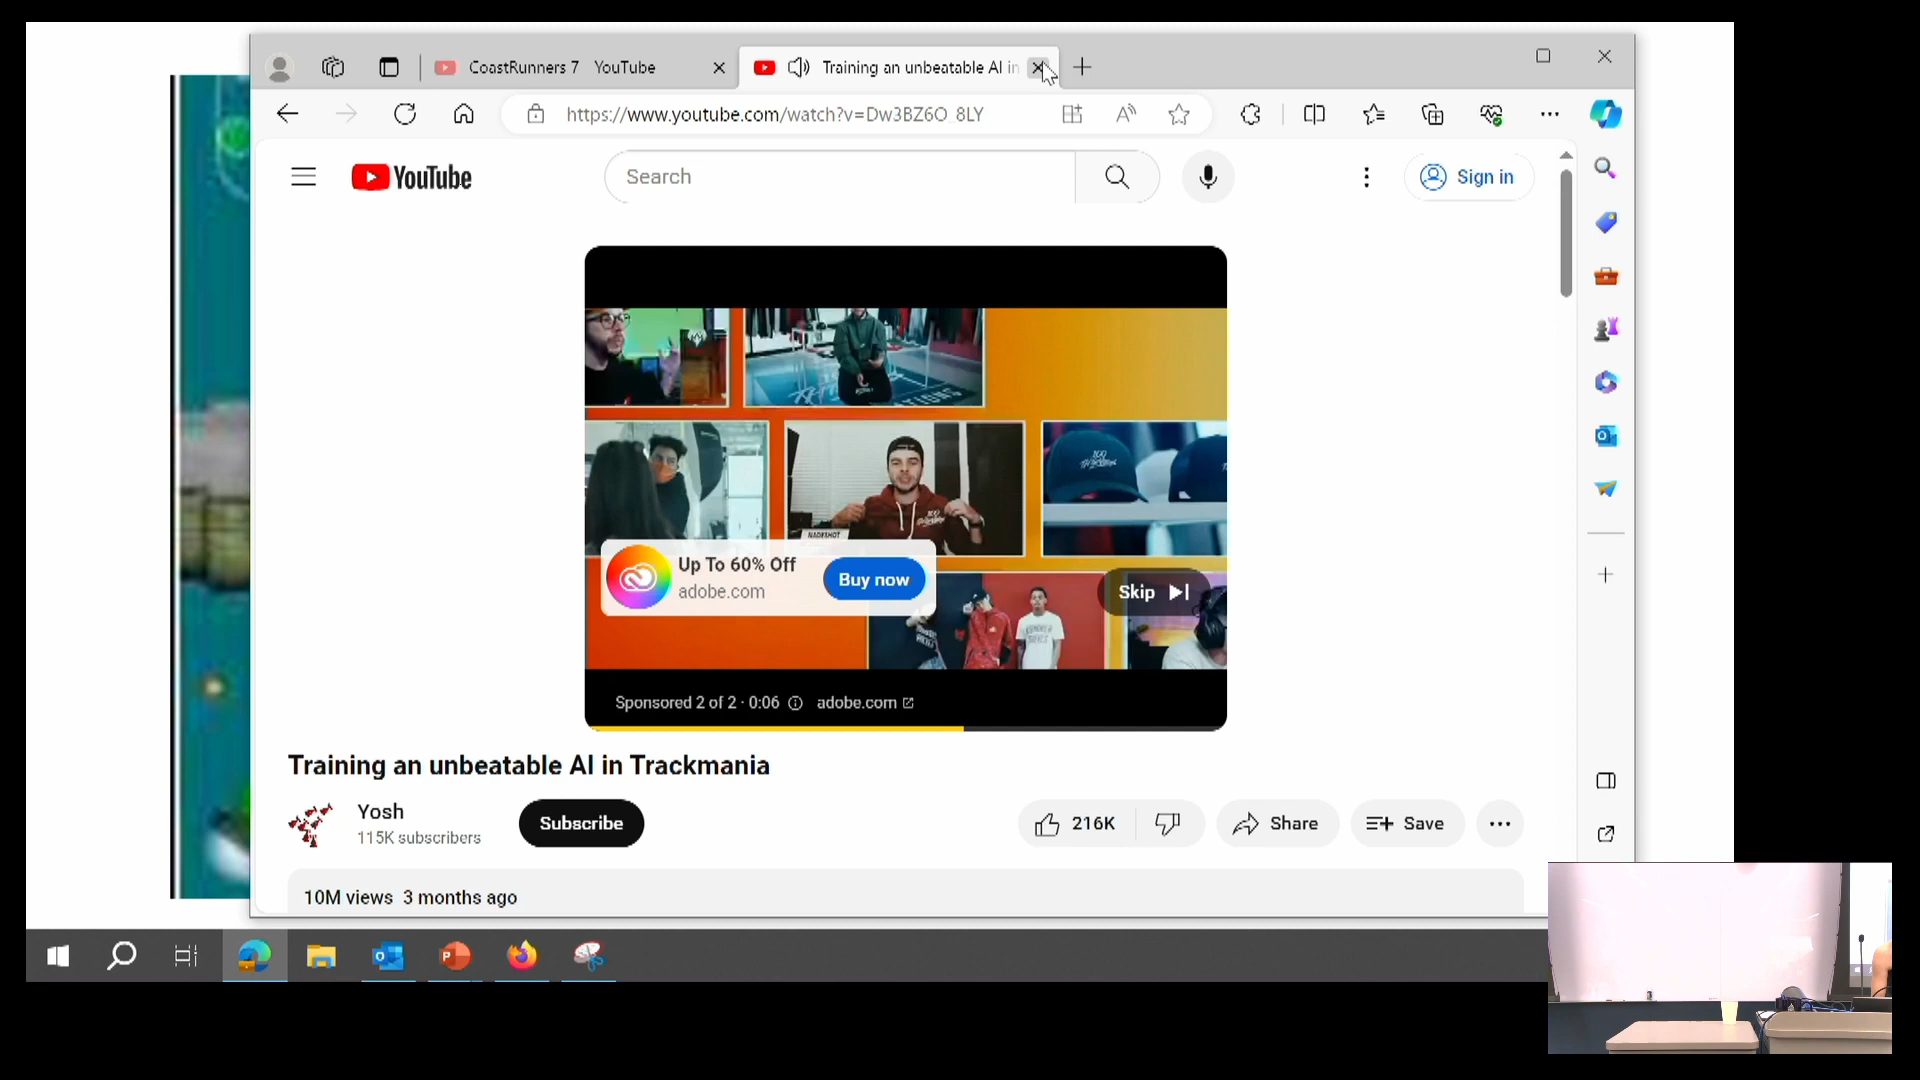 CoastRunners 7 YouTube
Training an unbeatable AI in
https://www.youtube.com/watch?v=Dw3BZ6O_8LY
YouTube
Search
Sign in
NADESHOT
Up To 60% Off
adobe.com
Buy now
Skip
Sponsored 2 of 2 · 0:06
adobe.com
Training an unbeatable AI in Trackmania
Yosh
115K subscribers
Subscribe
216K
Share
Save
10M views 3 months ago